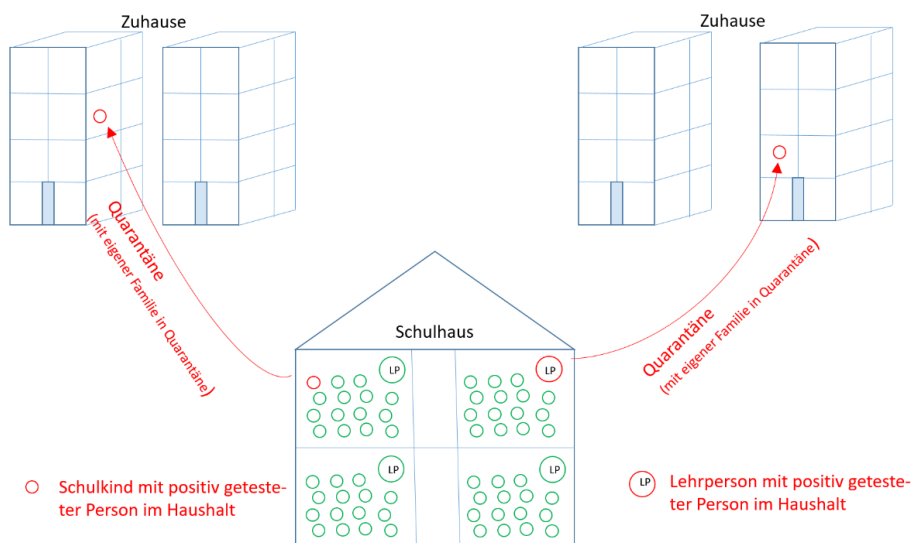 Zuhause
Zuhause
Quarantäne
(mit eigener Familie in Quarantäne)
Quarantäne
(mit eigener Familie in Quarantäne)
Schulhaus
LP
LP
LP
LP
Schulkind mit positiv geteste-
ter Person im Haushalt
LP
Lehrperson mit positiv geteste-
ter Person im Haushalt